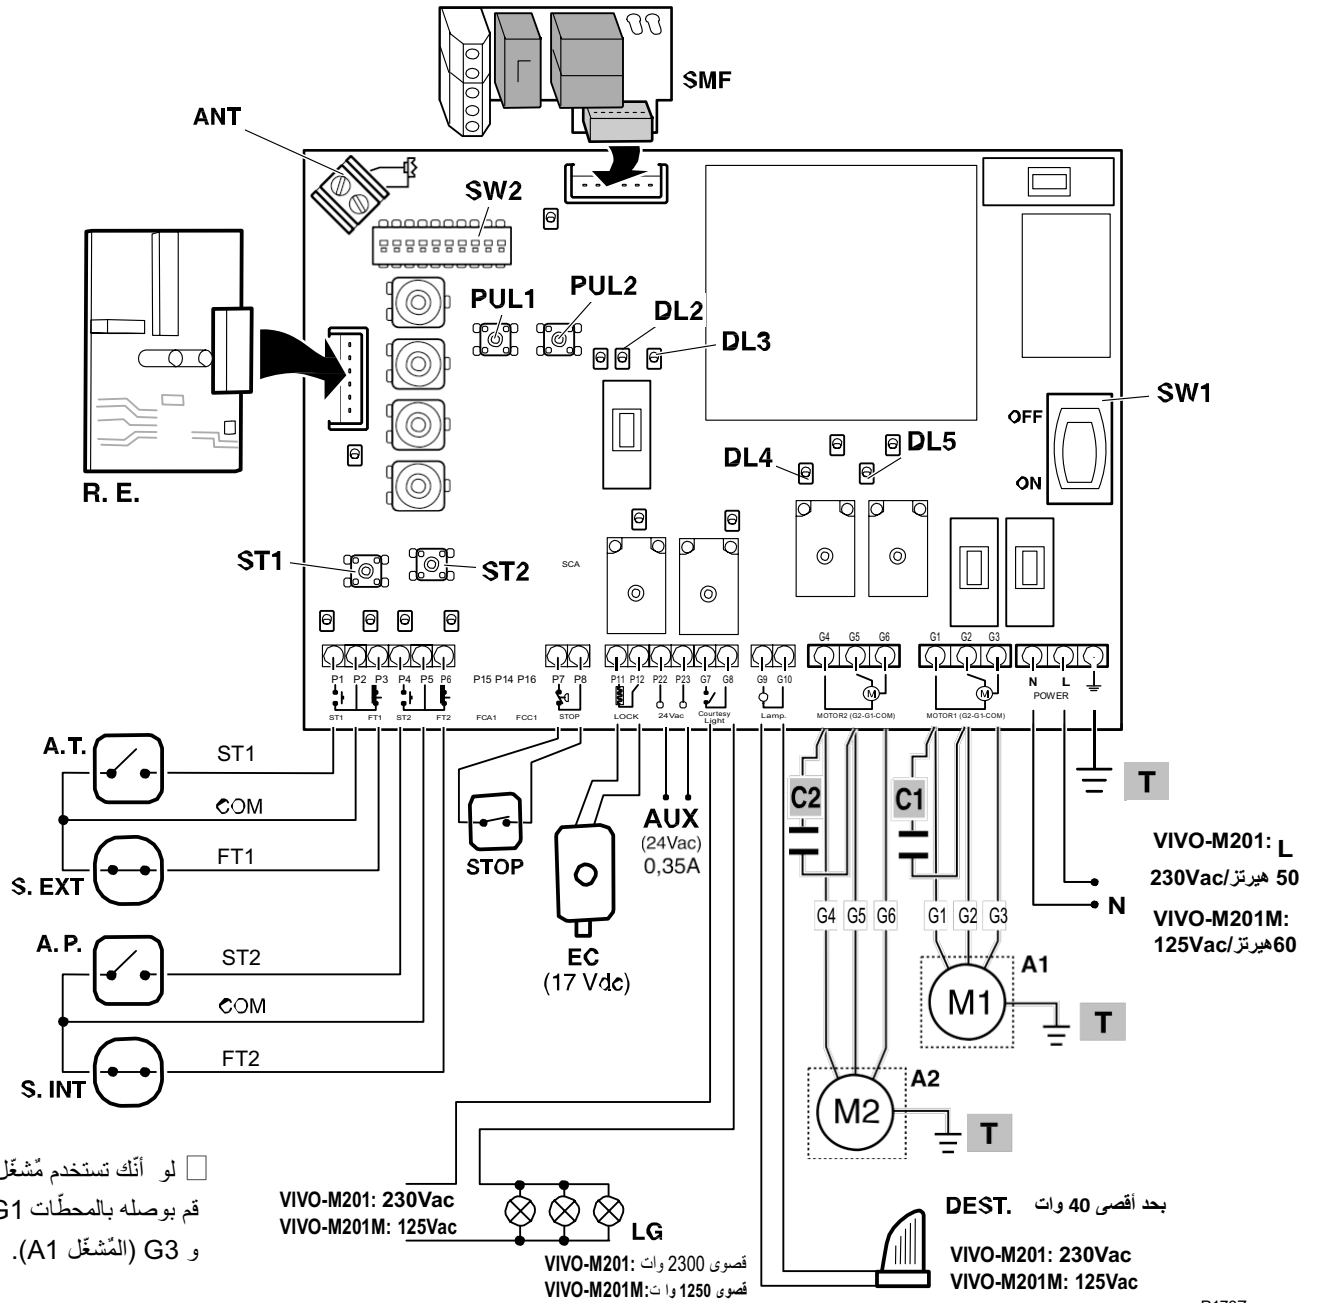 SMF
ANT
SW2
PUL1
PUL2
DL2
DL3
SW1
OFF
ON
DL4
DL5
R. E.
ST1
ST2
SCA
G4 G5 G6
G1 G2 G3
P1 P2 P3 P4 P5 P6
P15 P14 P16
P7 P8
P11 P12 P22 P23 G7 G8
G9 G10
M
M
N L
POWER
ST1 FT1 ST2 FT2
FCA1 FCC1 STOP
LOCK 24Vac Courtesy Light
Lamp.
MOTOR2 (G2-G1-COM)
MOTOR1 (G2-G1-COM)
A.T.
ST1
COM
FT1
S. EXT
A.P.
ST2
COM
FT2
S. INT
STOP
EC
(17 Vdc)
AUX
(24Vac)
0,35A
C2
C1
T
VIVO-M201: L
50 هيرتز/230Vac
N
VIVO-M201M:
60هيرتز/125Vac
G4 G5 G6
G1 G2 G3
A1
M1
T
A2
M2
T
لو أنّك تستخدم مٌشغّل
قم بوصله بالمحطّات G1
و G3 (المٌشغّل A1).
VIVO-M201: 230Vac
VIVO-M201M: 125Vac
LG
قصوى 2300 وات :VIVO-M201
قصوى 1250 وا ت:VIVO-M201M
DEST. بحد أقصى 40 وات
VIVO-M201: 230Vac
VIVO-M201M: 125Vac